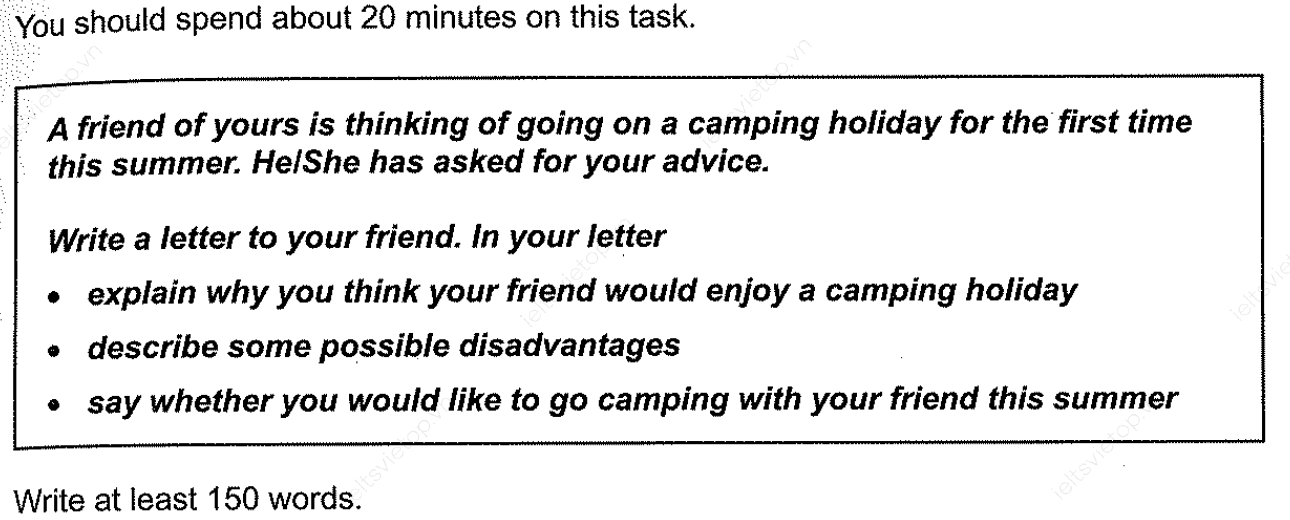 You should spend about 20 minutes on this task.
A friend of yours is thinking of going on a camping holiday for the first time
this summer. He/She has asked for your advice.
Write a letter to your friend. In your letter
• explain why you think your friend would enjoy a camping holiday
• describe some possible disadvantages
• say whether you would like to go camping with your friend this summer
Write at least 150 words.